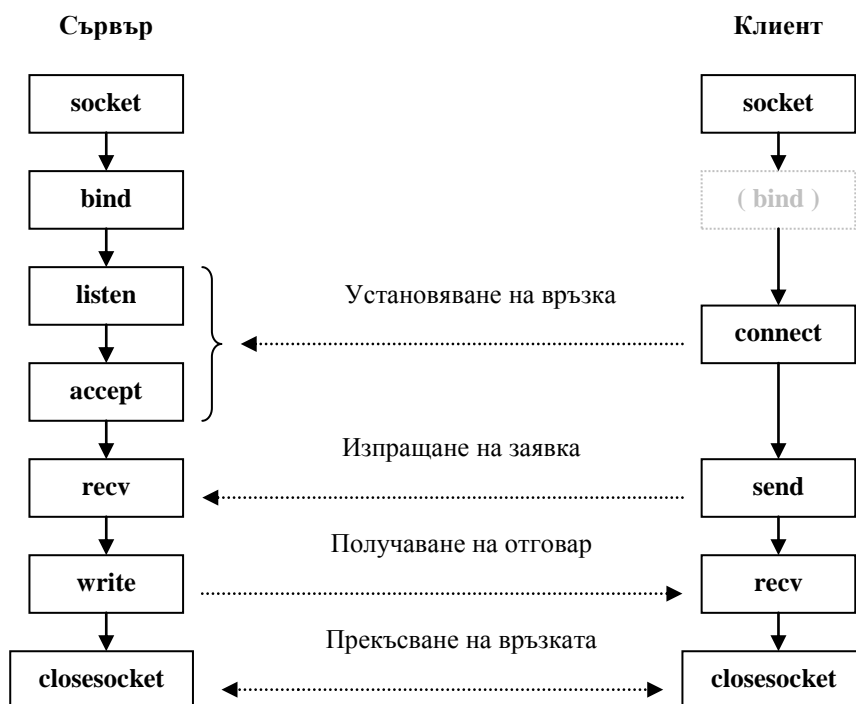 Сървър
Клиент
socket
socket
bind
( bind )
listen
Установяване на връзка
connect
accept
Изпращане на заявка
recv
send
Получаване на отговар
write
recv
Прекъсване на връзката
closesocket
closesocket